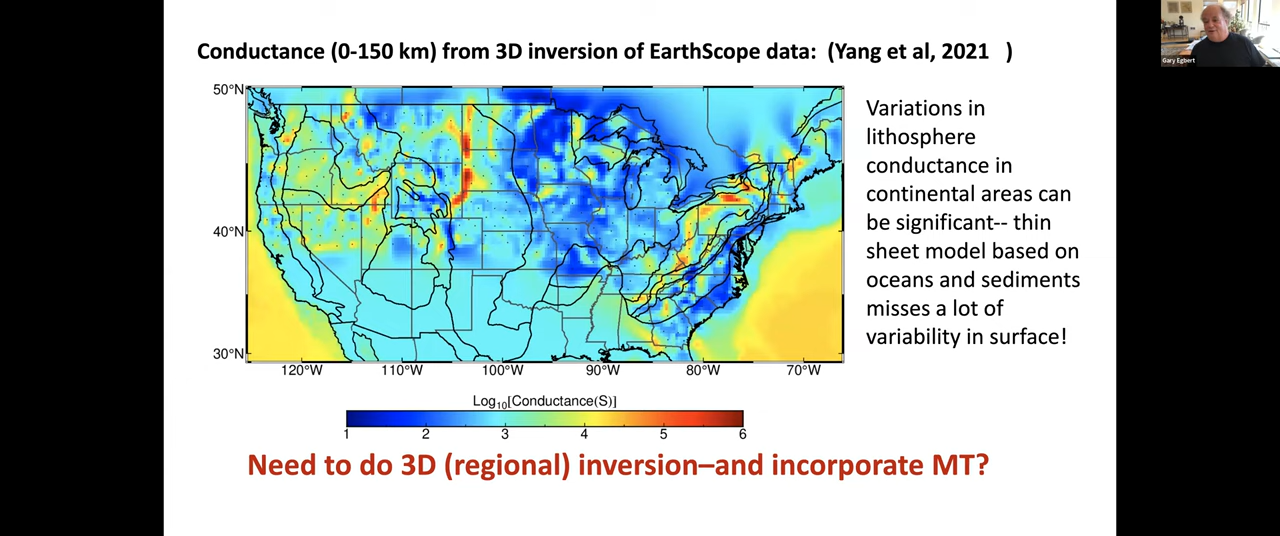 Conductance (0-150 km) from 3D inversion of EarthScope data: (Yang et al, 2021 )
Gary Egbert
50°N
40°N
30°N
120°W 110°W 100°W 90°W 80°W 70°W
Log10[Conductance(S)]
1 2 3 4 5 6
Variations in
lithosphere
conductance in
continental areas can
be significant-- thin
sheet model based on
oceans and sediments
misses a lot of
variability in surface!
Need to do 3D (regional) inversion–and incorporate MT?